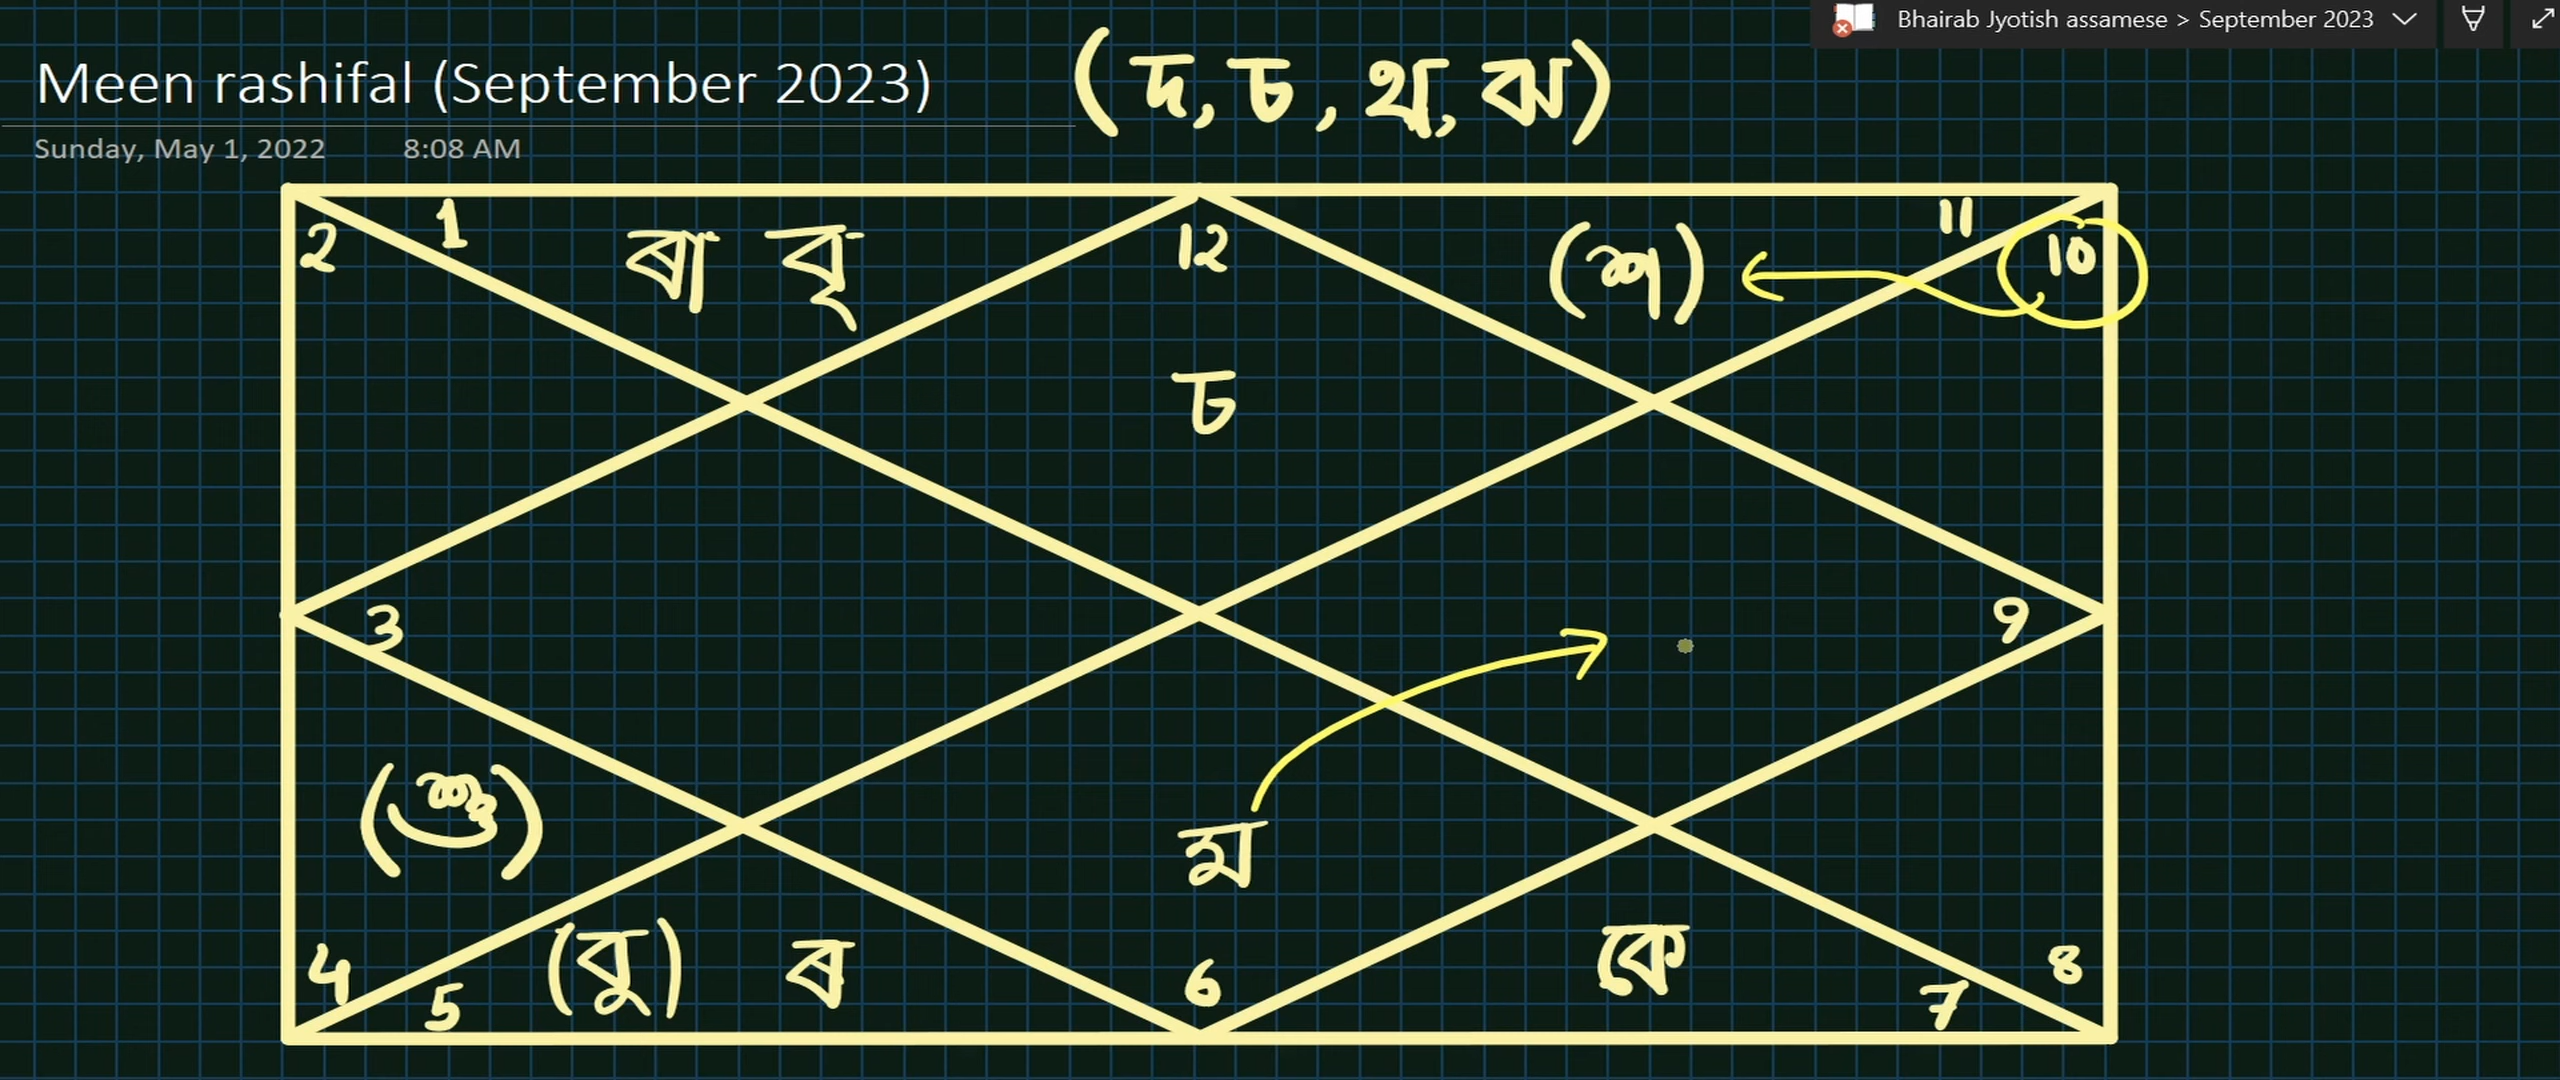 Bhairab Jyotish assamese > September 2023
Meen rashifal (September 2023) (দ, চ, থ, ঝ)
Sunday, May 1, 2022 8:08 AM
2 1 ৰা বৃ 12 (শ) 11 10
চ
3 9
(শু) ম
4 5 (বু) ৰ 6 কে 7 8